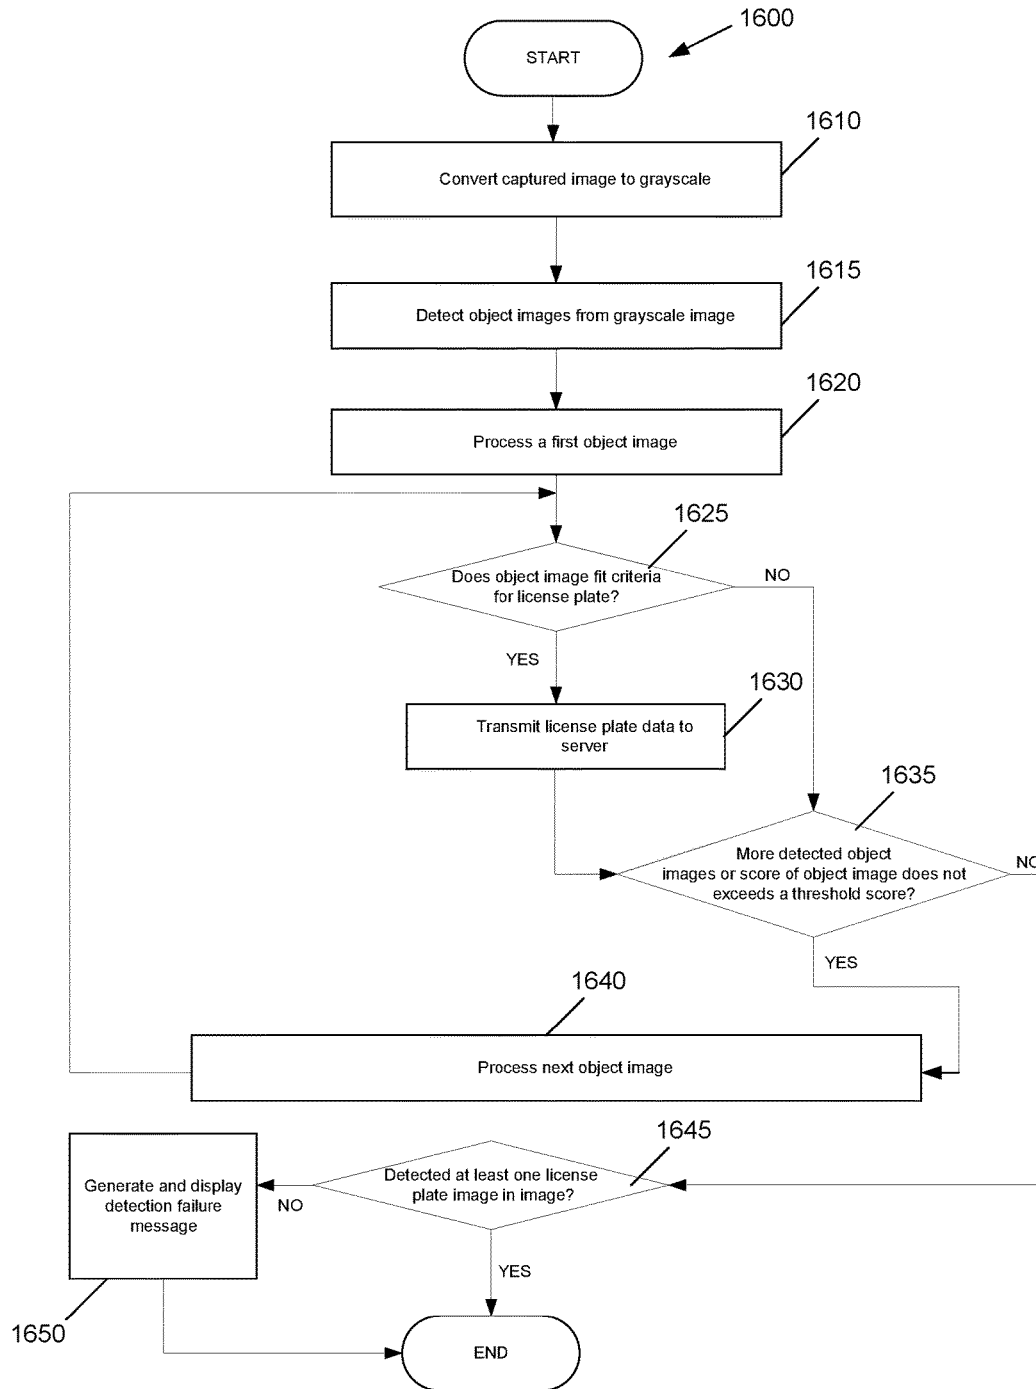 1600
START
1610
Convert captured image to grayscale
1615
Detect object images from grayscale image
1620
Process a first object image
1625
Does object image fit criteria
for license plate?
NO
YES
1630
Transmit license plate data to
server
1635
More detected object
images or score of object image does not
exceeds a threshold score?
NO
YES
1640
Process next object image
1645
Detected at least one license
plate image in image?
NO
Generate and display
detection failure
message
YES
1650
END